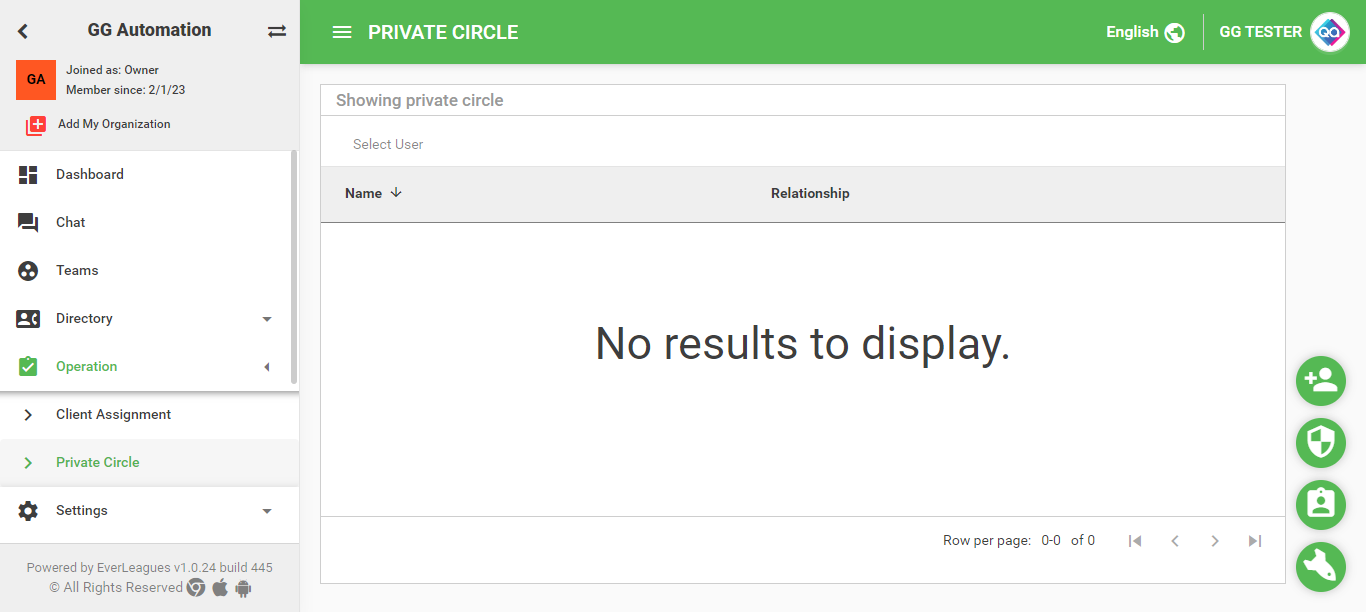 GG Automation
GA
Joined as: Owner
Member since: 2/1/23
Add My Organization
Dashboard
Chat
Teams
Directory
Operation
Client Assignment
Private Circle
Settings
Powered by EverLeagues v1.0.24 build 445
© All Rights Reserved
PRIVATE CIRCLE
English
GG TESTER
QA
Showing private circle
Select User
Name Relationship
No results to display.
Row per page: 0-0 of 0